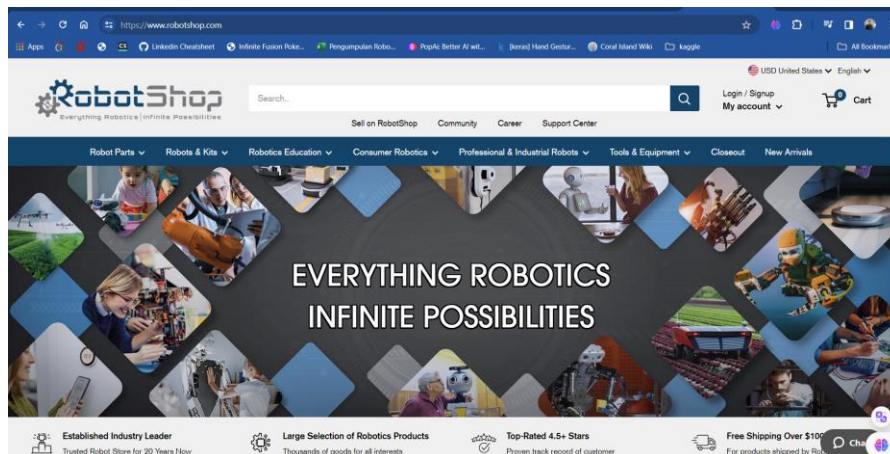 https://www.robotshop.com
Apps CS Linkedin Cheatsheet Infinite Fusion Poke... Pengumpulan Robo... PopAi: Better AI wit... [keras] Hand Gestur... Coral Island Wiki kaggle All Bookmar
USD United States English
RobotShop
Everything Robotics | Infinite Possibilities
Search..
Login / Signup
My account
0 Cart
Sell on RobotShop Community Career Support Center
Robot Parts Robots & Kits Robotics Education Consumer Robotics Professional & Industrial Robots Tools & Equipment Closeout New Arrivals
EVERYTHING ROBOTICS
INFINITE POSSIBILITIES
Established Industry Leader Large Selection of Robotics Products Top-Rated 4.5+ Stars Free Shipping Over $100
Trusted Robot Store for 20 Years Now Thousands of goods for all interests Proven track record of customer For products shipped by Rob
Cha